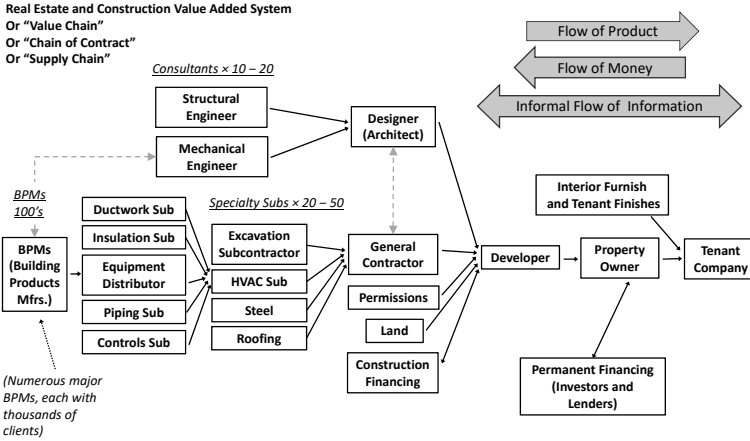 Real Estate and Construction Value Added System
Or “Value Chain”
Or “Chain of Contract”
Or “Supply Chain”
Flow of Product
Flow of Money
Informal Flow of Information
Consultants × 10 – 20
Structural
Engineer
Mechanical
Engineer
Designer
(Architect)
BPMs
100's
Specialty Subs × 20 – 50
Ductwork Sub
Insulation Sub
Equipment
Distributor
Piping Sub
Controls Sub
BPMs
(Building
Products
Mfrs.)
Excavation
Subcontractor
HVAC Sub
Steel
Roofing
General
Contractor
Permissions
Land
Construction
Financing
Developer
Interior Furnish
and Tenant Finishes
Property
Owner
Tenant
Company
Permanent Financing
(Investors and
Lenders)
(Numerous major
BPMs, each with
thousands of
clients)